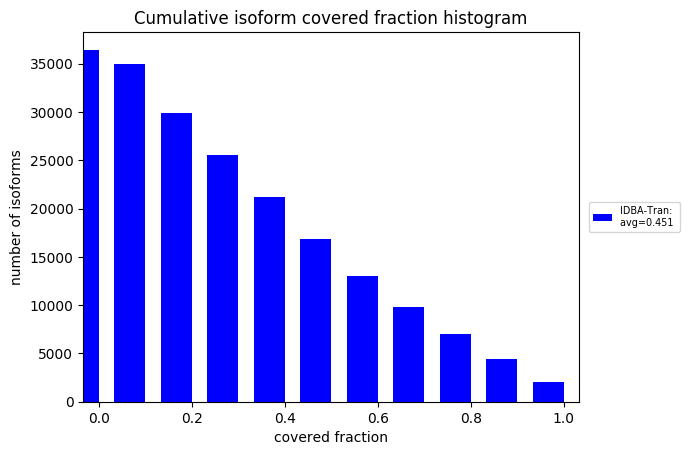 Cumulative isoform covered fraction histogram
number of isoforms
35000
30000
25000
20000
15000
10000
5000
0
0.0 0.2 0.4 0.6 0.8 1.0
covered fraction
IDBA-Tran:
avg=0.451